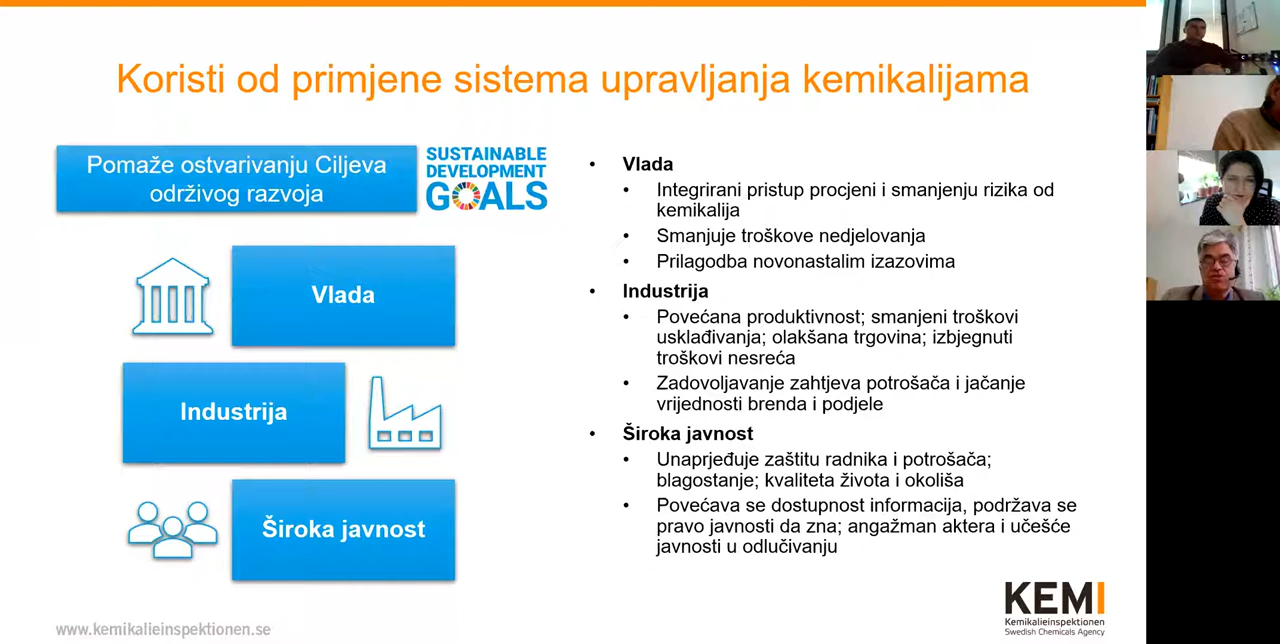 Koristi od primjene sistema upravljanja kemikalijama
Pomaže ostvarivanju Ciljeva
održivog razvoja
SUSTAINABLE
DEVELOPMENT
GOALS
Vlada
Industrija
Široka javnost
• Vlada
• Integrirani pristup procjeni i smanjenju rizika od
kemikalija
• Smanjuje troškove nedjelovanja
• Prilagodba novonastalim izazovima
• Industrija
• Povećana produktivnost; smanjeni troškovi
usklađivanja; olakšana trgovina; izbjegnuti
troškovi nesreća
• Zadovoljavanje zahtjeva potrošača i jačanje
vrijednosti brenda i podjele
• Široka javnost
• Unaprjeđuje zaštitu radnika i potrošača;
blagostanje; kvaliteta života i okoliša
• Povećava se dostupnost informacija, podržava se
pravo javnosti da zna; angažman aktera i učešće
javnosti u odlučivanju
www.kemikalieinspektionen.se
KEMI
Kemikalieinspektionen
Swedish Chemicals Agency